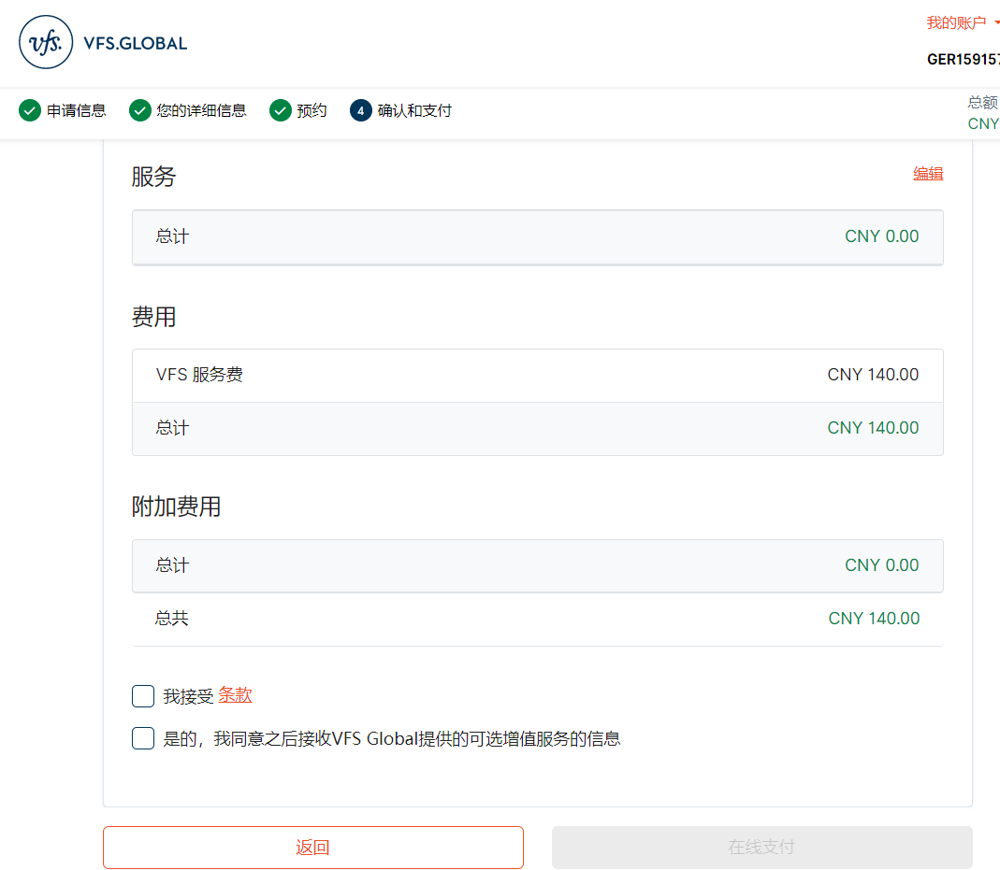 vfs.
VFS.GLOBAL
我的账户
GER159157
申请信息
您的详细信息
预约
4
确认和支付
总额
CNY
服务
编辑
总计
CNY 0.00
费用
VFS 服务费
CNY 140.00
总计
CNY 140.00
附加费用
总计
CNY 0.00
总共
CNY 140.00
我接受 条款
是的，我同意之后接收VFS Global提供的可选增值服务的信息
返回
在线支付